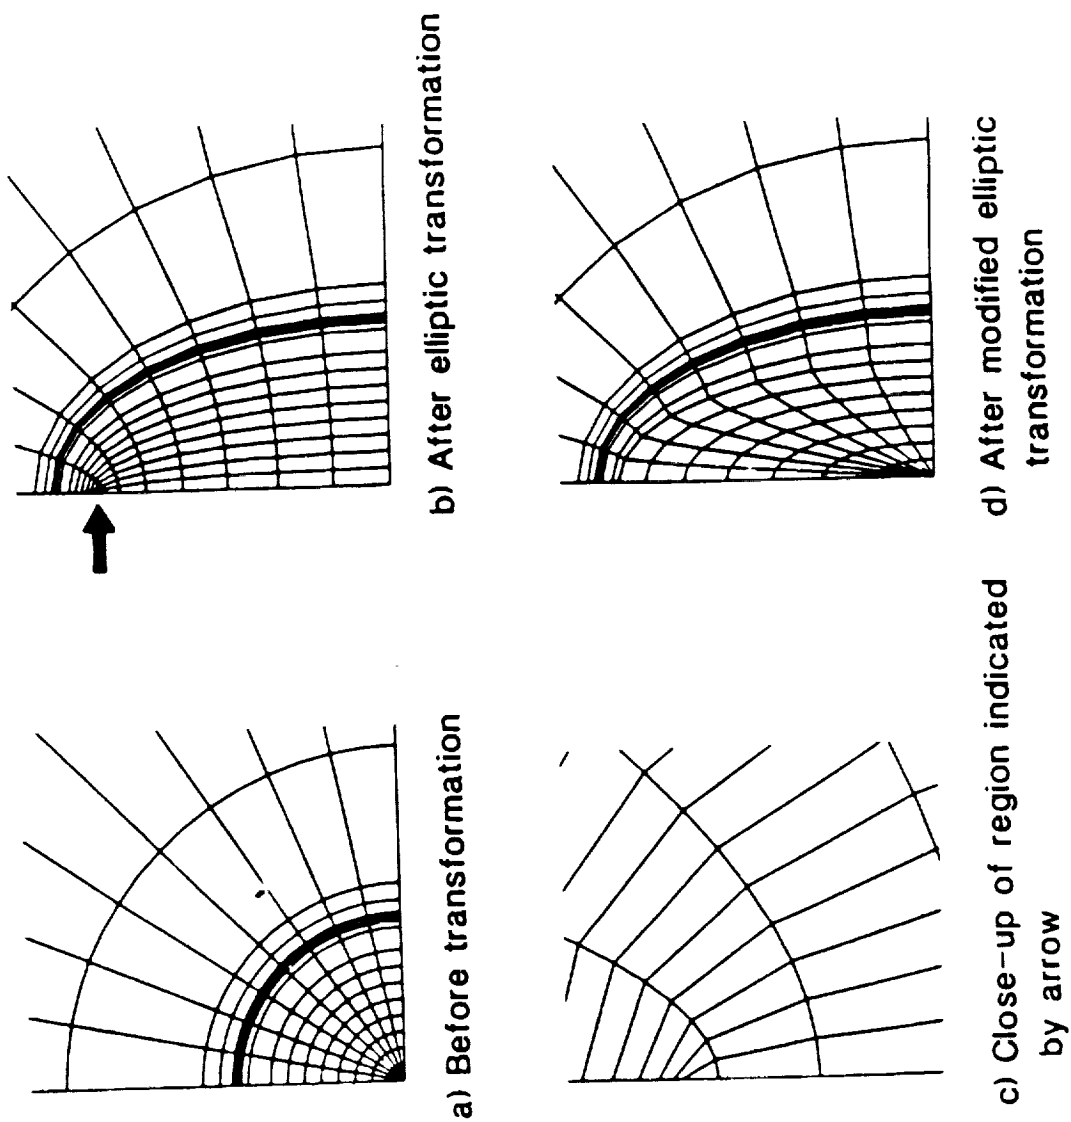 a) Before transformation
b) After elliptic transformation
c) Close-up of region indicated
by arrow
d) After modified elliptic
transformation